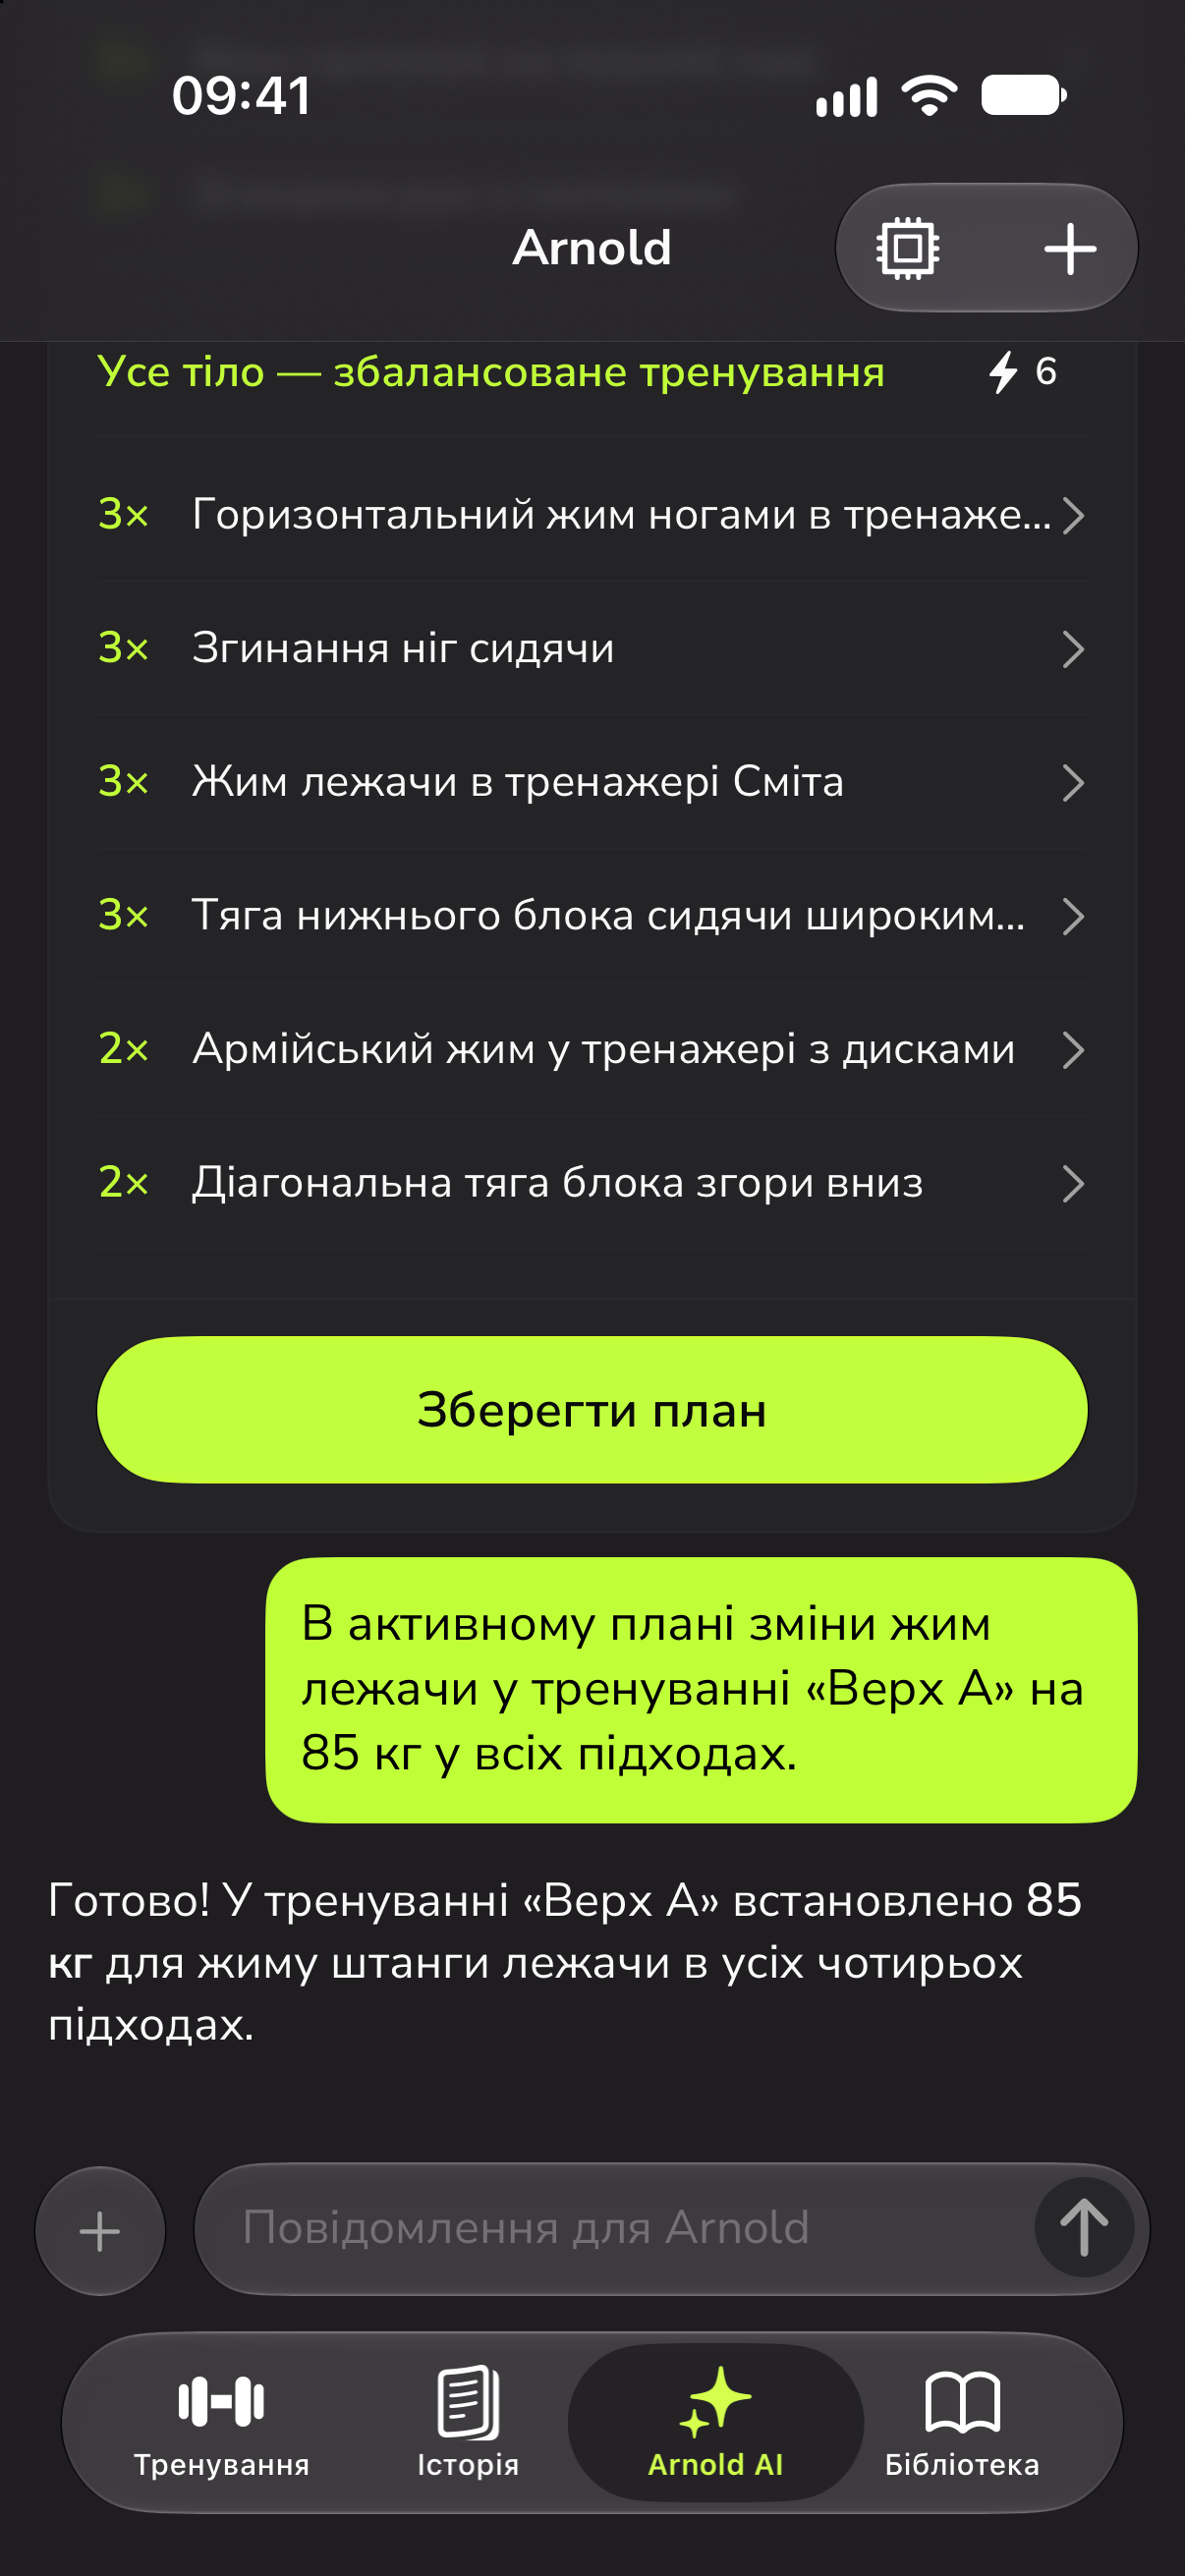 09:41
Arnold
Усе тіло — збалансоване тренування
6
3× Горизонтальний жим ногами в тренаже...
3× Згинання ніг сидячи
3× Жим лежачи в тренажері Сміта
3× Тяга нижнього блока сидячи широким...
2× Армійський жим у тренажері з дисками
2× Діагональна тяга блока згори вниз
Зберегти план
В активному плані зміни жим
лежачи у тренуванні «Верх А» на
85 кг у всіх підходах.
Готово! У тренуванні «Верх А» встановлено 85
кг для жиму штанги лежачи в усіх чотирьох
підходах.
Повідомлення для Arnold
Тренування
Історія
Arnold AI
Бібліотека